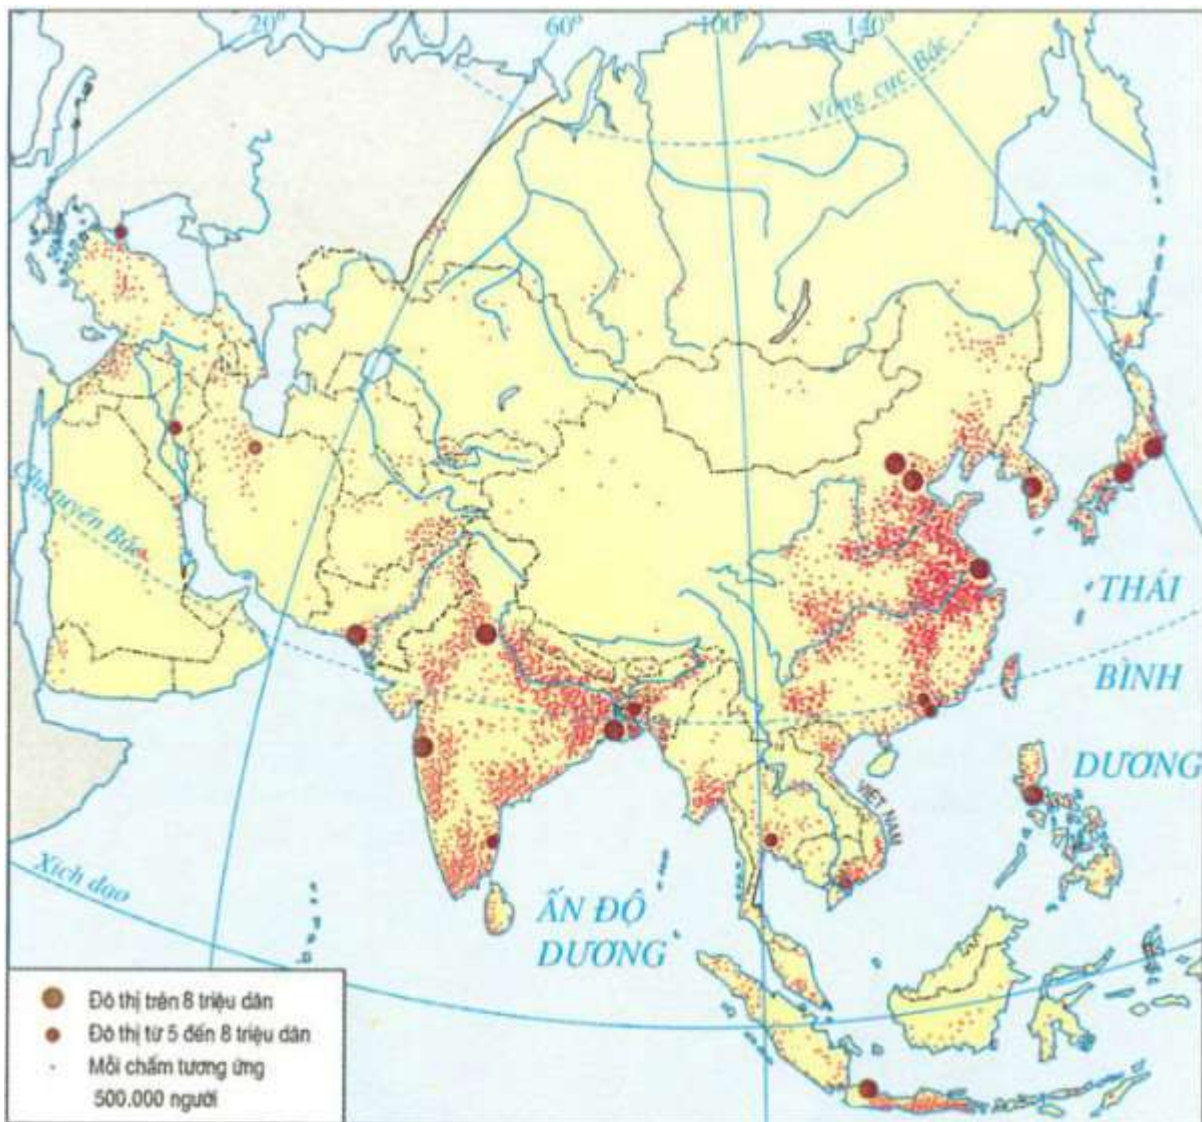 20°
60°
100°
140°
Vòng cực Bắc
Chí tuyến Bắc
THÁI
BÌNH
DƯƠNG
VIỆT NAM
Xích đạo
ẤN ĐỘ
DƯƠNG
Đô thị trên 8 triệu dân
Đô thị từ 5 đến 8 triệu dân
Mỗi chấm tương ứng
500.000 người